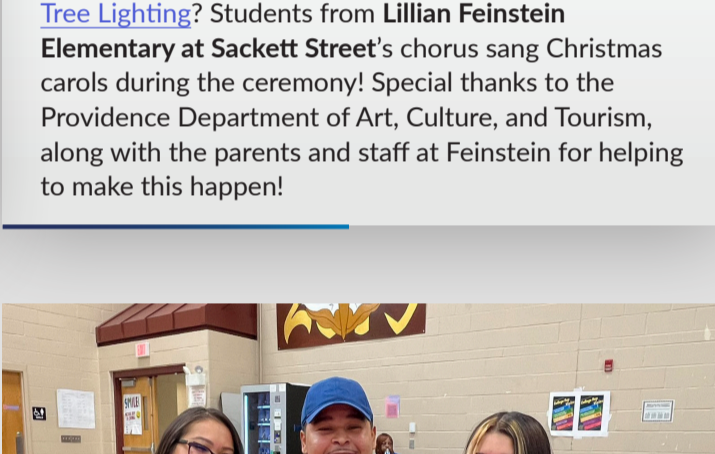 Tree Lighting? Students from Lillian Feinstein
Elementary at Sackett Street's chorus sang Christmas
carols during the ceremony! Special thanks to the
Providence Department of Art, Culture, and Tourism,
along with the parents and staff at Feinstein for helping
to make this happen!
SMILE